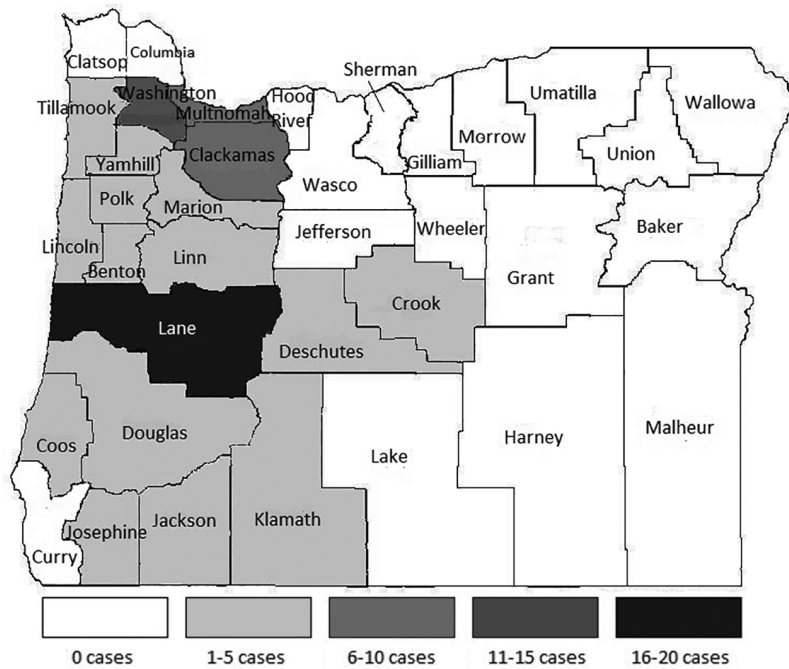 Clatsop
Columbia
Tillamook
Washington
Multnomah
Hood
River
Sherman
Gilliam
Morrow
Umatilla
Union
Wallowa
Yamhill
Clackamas
Wasco
Polk
Marion
Jefferson
Wheeler
Baker
Lincoln
Benton
Linn
Grant
Crook
Lane
Deschutes
Coos
Douglas
Lake
Harney
Malheur
Curry
Josephine
Jackson
Klamath
0 cases
1-5 cases
6-10 cases
11-15 cases
16-20 cases